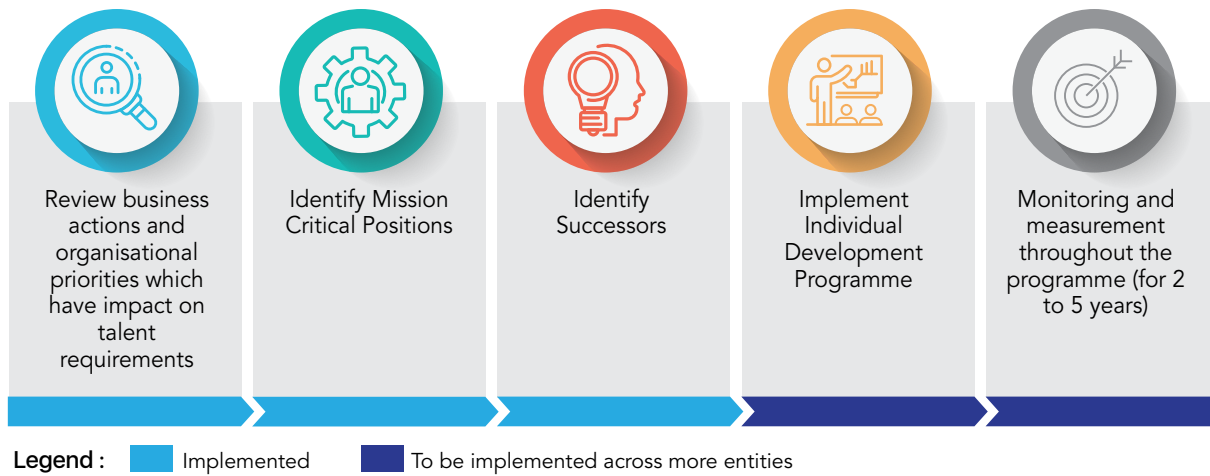 Review business
actions and
organisational
priorities which
have impact on
talent
requirements
Identify Mission
Critical Positions
Identify
Successors
Implement
Individual
Development
Programme
Monitoring and
measurement
throughout the
programme (for 2
to 5 years)
Legend : Implemented To be implemented across more entities